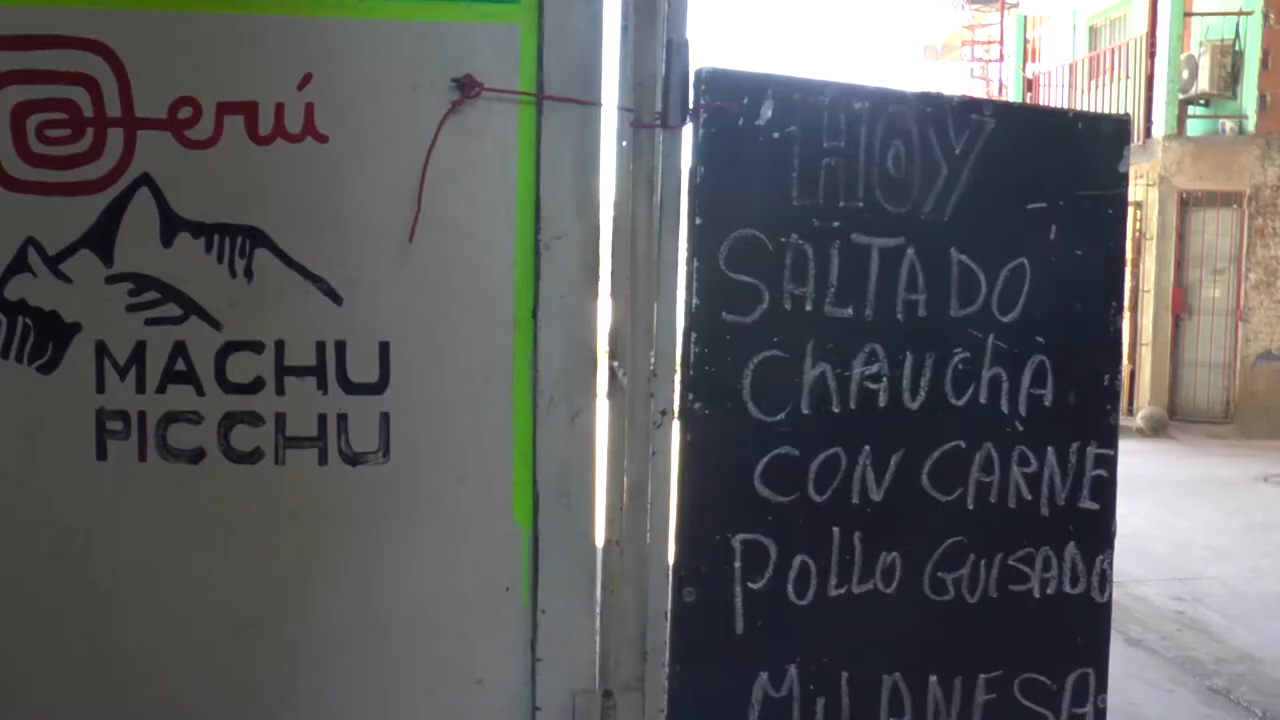 Perú
MACHU
PICCHU
HOY
SALTADO
ChAUChA
CON CARNE
POLLO GUISADO
MILANESA